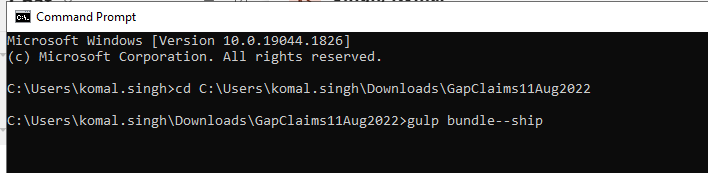 Command Prompt
Microsoft Windows [Version 10.0.19044.1826]
(c) Microsoft Corporation. All rights reserved.
C:\Users\komal.singh>cd C:\Users\komal.singh\Downloads\GapClaims11Aug2022
C:\Users\komal.singh\Downloads\GapClaims11Aug2022>gulp bundle--ship